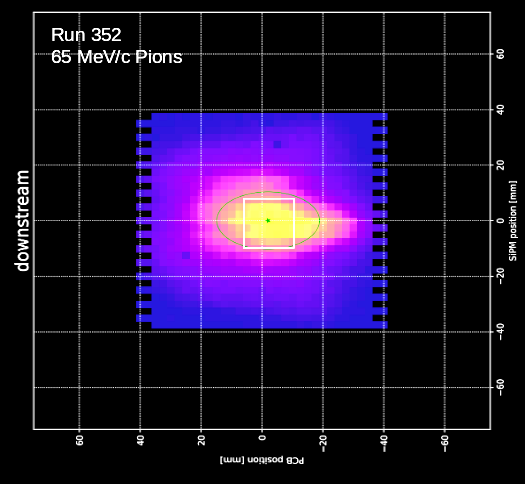 Run 352
65 MeV/c Pions
downstream
60
40
20
0
−20
−40
−60
SiPM position [mm]
60
40
20
0
−20
−40
−60
PCB position [mm]